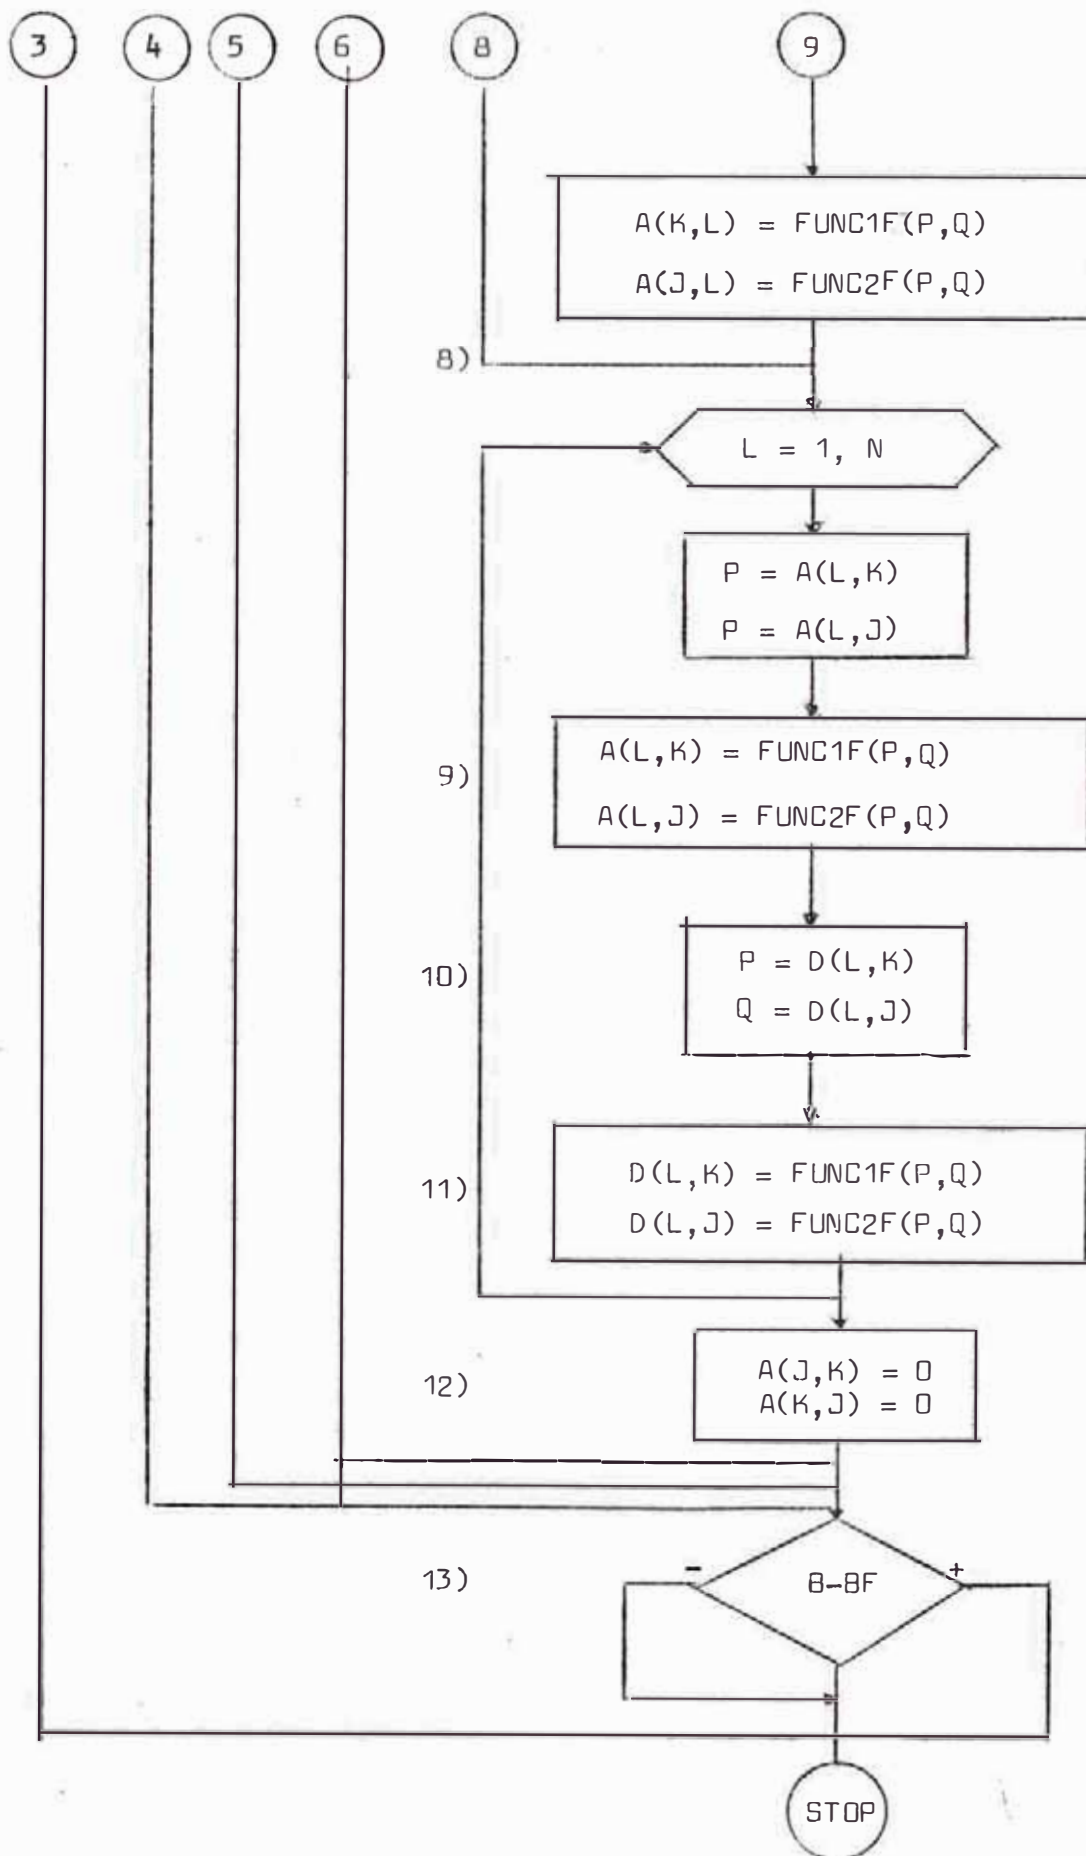 3 4 5 6 8 9
A(K,L) = FUNC1F(P,Q)
A(J,L) = FUNC2F(P,Q)
8)
L = 1, N
P = A(L,K)
P = A(L,J)
9)
A(L,K) = FUNC1F(P,Q)
A(L,J) = FUNC2F(P,Q)
10)
P = D(L,K)
Q = D(L,J)
11)
D(L,K) = FUNC1F(P,Q)
D(L,J) = FUNC2F(P,Q)
12)
A(J,K) = 0
A(K,J) = 0
13)
- B-BF +
STOP